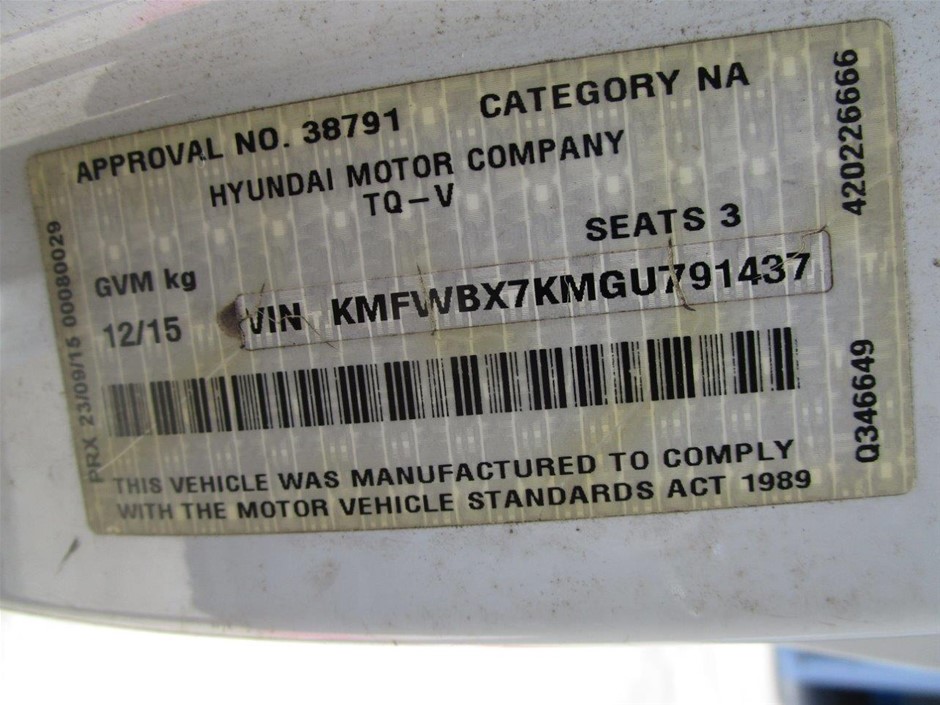 APPROVAL NO. 38791 CATEGORY NA
HYUNDAI MOTOR COMPANY
TQ-V
SEATS 3
GVM kg
12/15
VIN KMFWBX7KMGU791437
THIS VEHICLE WAS MANUFACTURED TO COMPLY
WITH THE MOTOR VEHICLE STANDARDS ACT 1989
PRX 23/09/15 00080029
420226666
Q346649